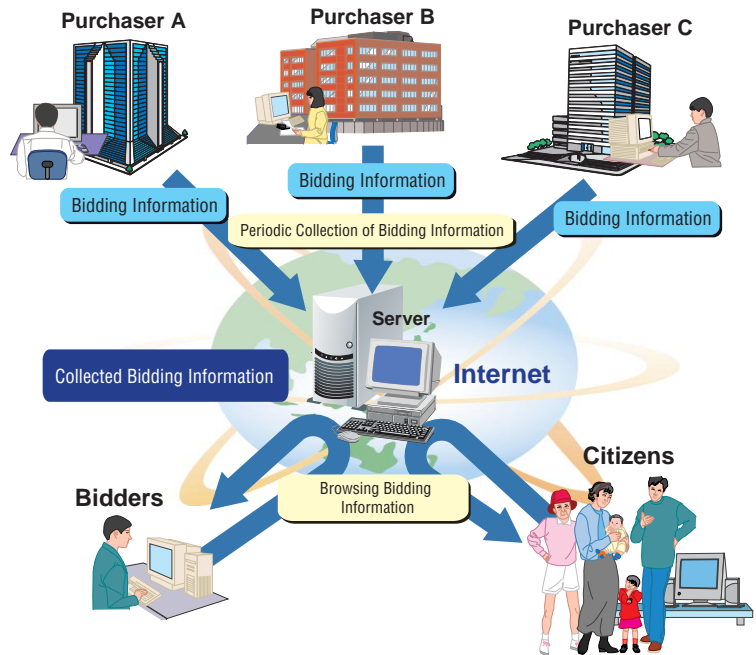 Purchaser A
Purchaser B
Purchaser C
Bidding Information
Bidding Information
Bidding Information
Periodic Collection of Bidding Information
Server
Collected Bidding Information
Internet
Citizens
Bidders
Browsing Bidding
Information